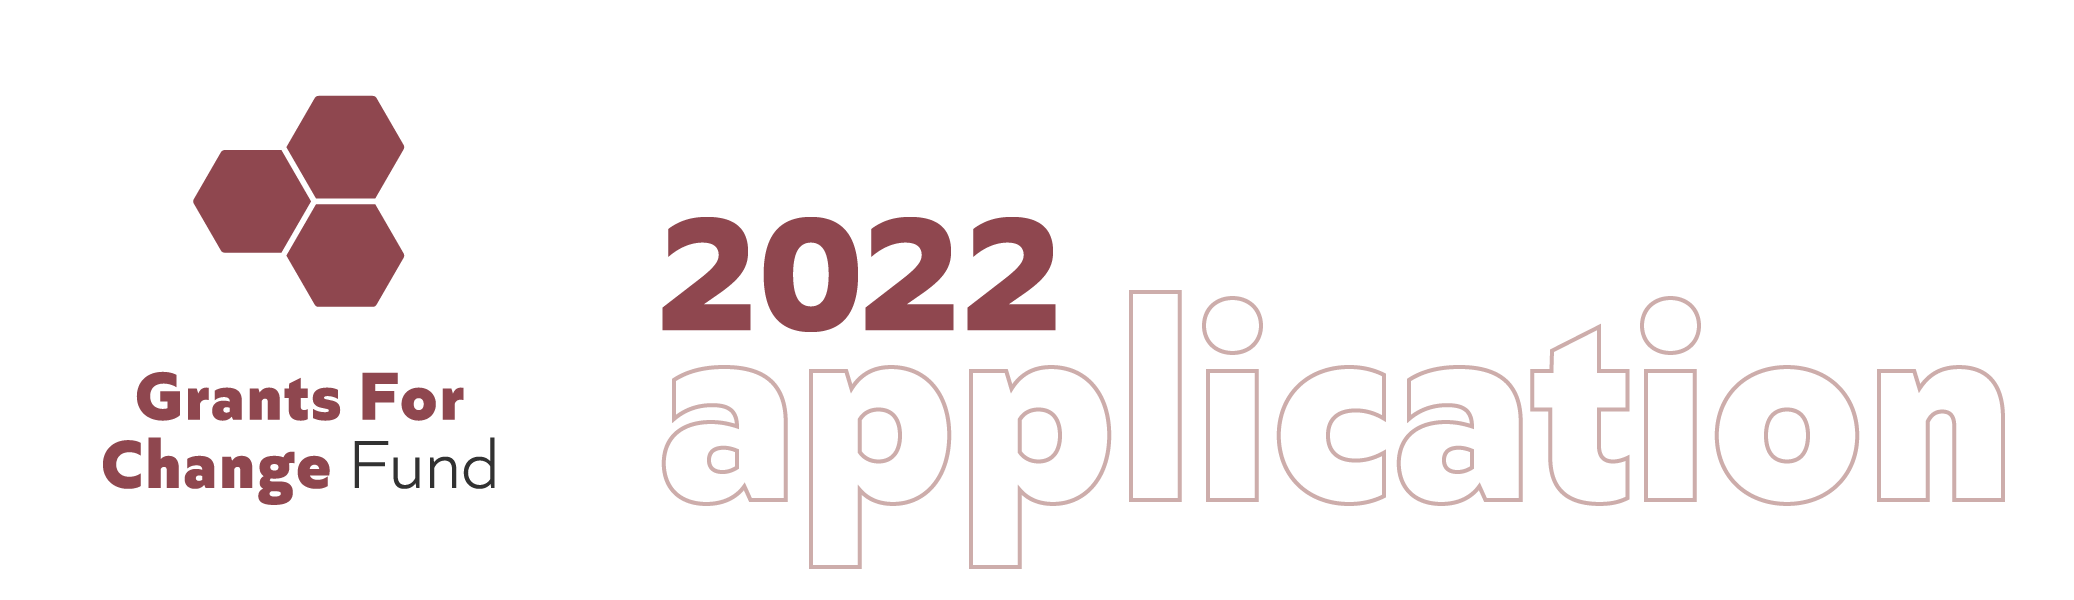 Grants For
Change Fund
2022
application